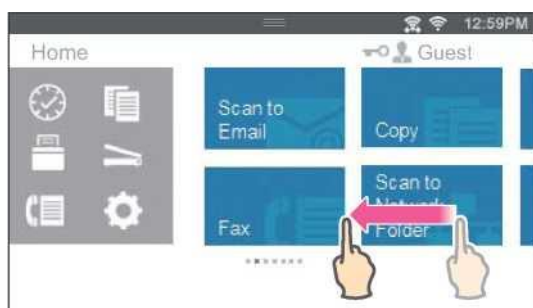 12:59PM
Home
Guest
Scan to
Email
Copy
Fax
Scan to
Network
Folder